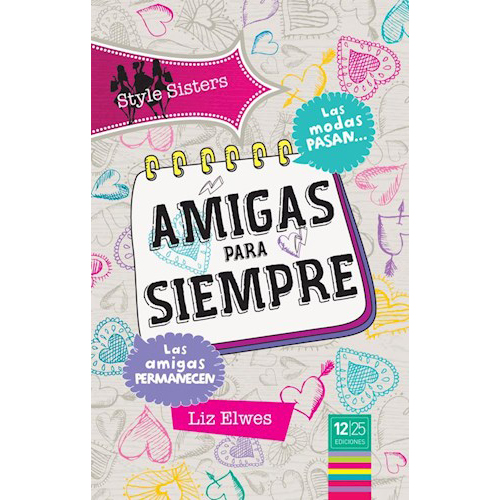 Style Sisters
Las
modas
PASAN...
AMIGAS
PARA
SIEMPRE
Las
amigas
PERMANECEN
Liz Elwes
12|25
EDICIONES